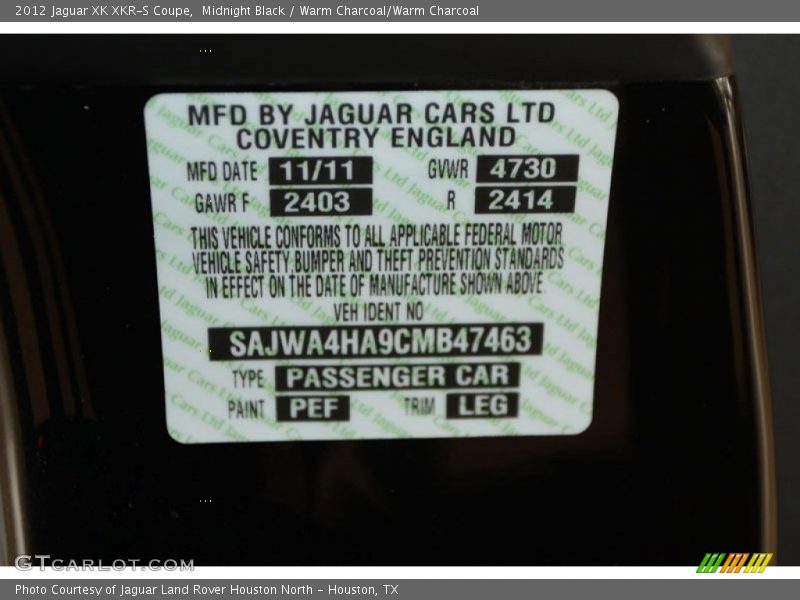 2012 Jaguar XK XKR-S Coupe,  Midnight Black / Warm Charcoal/Warm Charcoal
MFD BY JAGUAR CARS LTD
COVENTRY ENGLAND
MFD DATE 11/11 GVWR 4730
GAWR F 2403 R 2414
THIS VEHICLE CONFORMS TO ALL APPLICABLE FEDERAL MOTOR
VEHICLE SAFETY, BUMPER AND THEFT PREVENTION STANDARDS
IN EFFECT ON THE DATE OF MANUFACTURE SHOWN ABOVE
VEH IDENT NO
SAJWA4HA9CMB47463
TYPE PASSENGER CAR
PAINT PEF TRIM LEG
GTCARLOT.COM
Photo Courtesy of Jaguar Land Rover Houston North - Houston, TX